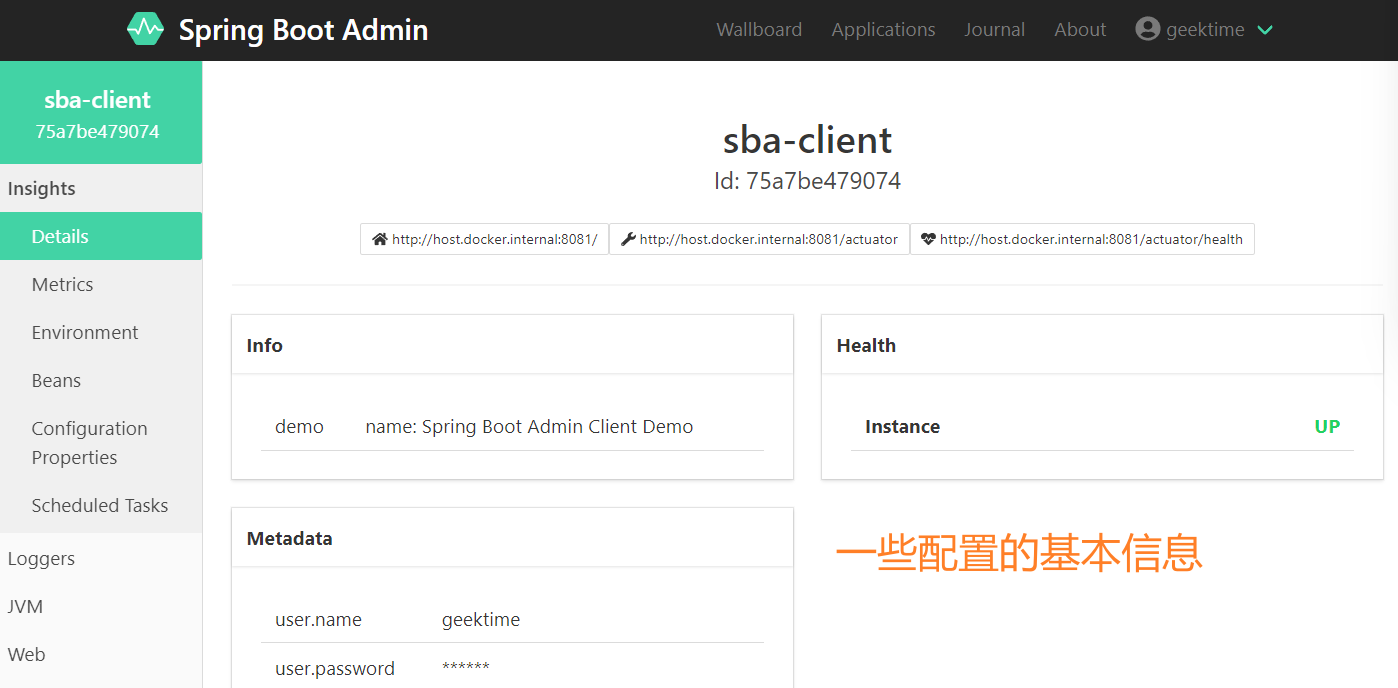 Spring Boot Admin
Wallboard Applications Journal About geektime
sba-client
75a7be479074
Insights
Details
Metrics
Environment
Beans
Configuration
Properties
Scheduled Tasks
Loggers
JVM
Web
sba-client
Id: 75a7be479074
http://host.docker.internal:8081/ http://host.docker.internal:8081/actuator http://host.docker.internal:8081/actuator/health
Info
demo name: Spring Boot Admin Client Demo
Health
Instance UP
Metadata
user.name geektime
user.password ******
一些配置的基本信息